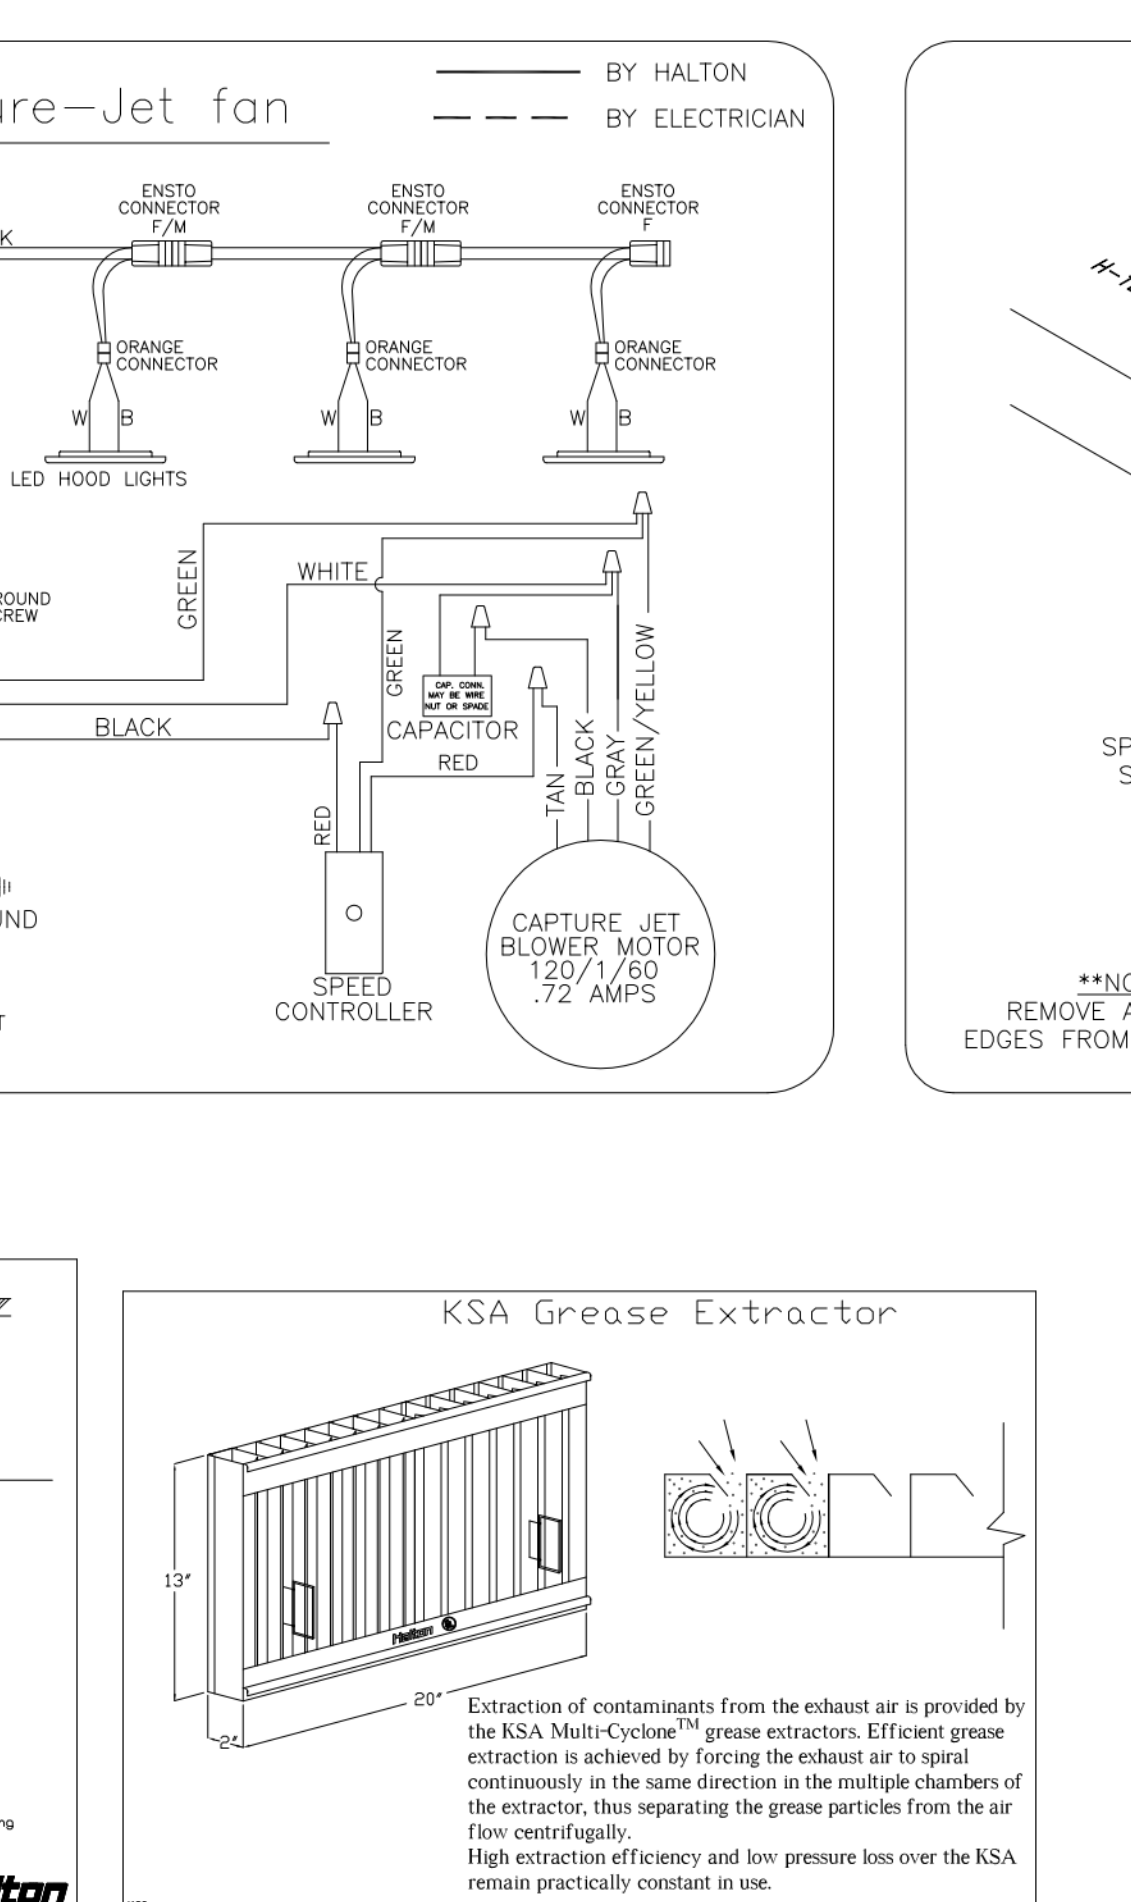 ure-Jet fan
BY HALTON
BY ELECTRICIAN
ENSTO
CONNECTOR
F/M
ENSTO
CONNECTOR
F/M
ENSTO
CONNECTOR
F
K
ORANGE
CONNECTOR
ORANGE
CONNECTOR
ORANGE
CONNECTOR
W B
W B
W B
LED HOOD LIGHTS
GREEN
WHITE
OUND
CREW
GREEN
CAP. CONN.
MAY BE WIRE
NUT OR SPADE
CAPACITOR
BLACK
RED
RED
TAN
BLACK
GRAY
GREEN/YELLOW
UND
T
SPEED
CONTROLLER
CAPTURE JET
BLOWER MOTOR
120/1/60
.72 AMPS
H-1
SP
S
**NO
REMOVE A
EDGES FROM
KSA Grease Extractor
13"
20"
2"
Halton
Extraction of contaminants from the exhaust air is provided by
the KSA Multi-Cyclone™ grease extractors. Efficient grease
extraction is achieved by forcing the exhaust air to spiral
continuously in the same direction in the multiple chambers of
the extractor, thus separating the grease particles from the air
flow centrifugally.
High extraction efficiency and low pressure loss over the KSA
remain practically constant in use.
ng
lton